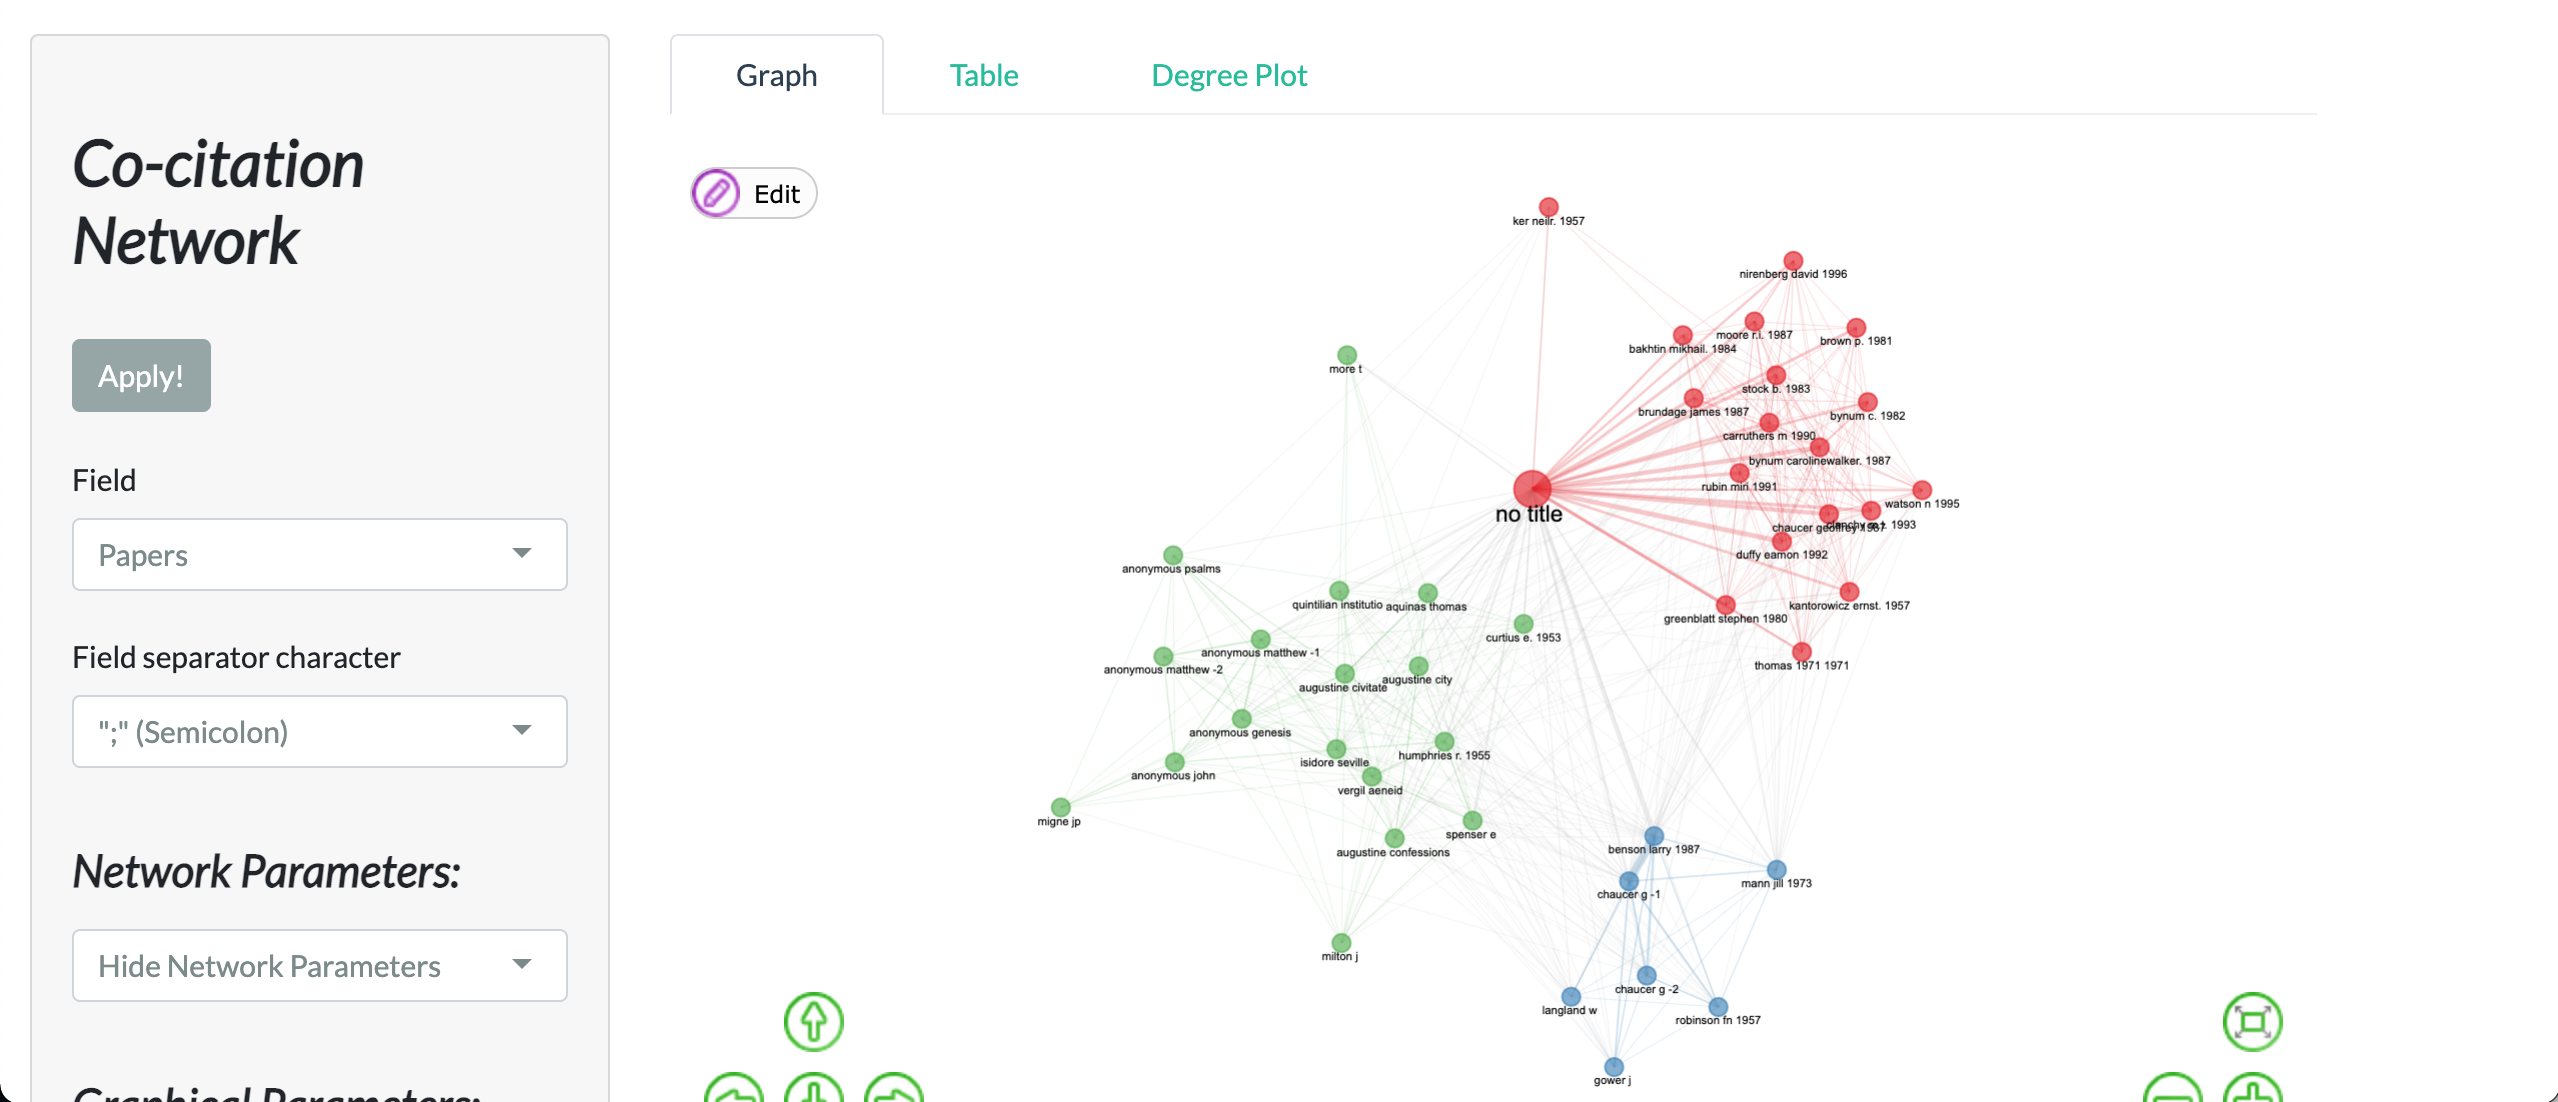 Co-citation
Network
Apply!
Field
Papers
Field separator character
";" (Semicolon)
Network Parameters:
Hide Network Parameters
Graphical Parameters:
Graph
Table
Degree Plot
Edit
ker neilr. 1957
nirenberg david 1996
moore r.i. 1987
bakhtin mikhail. 1984
brown p. 1981
more t
stock b. 1983
brundage james 1987
bynum c. 1982
carruthers m 1990
bynum carolinewalker. 1987
rubin miri 1991
watson n 1995
no title
chaucer geoffrey 1987
1993
duffy eamon 1992
anonymous psalms
quintilian institutio
aquinas thomas
kantorowicz ernst. 1957
greenblatt stephen 1980
curtius e. 1953
anonymous matthew -1
thomas 1971 1971
anonymous matthew -2
augustine city
augustine civitate
anonymous genesis
humphries r. 1955
isidore seville
anonymous john
vergil aeneid
migne jp
spenser e
benson larry 1987
augustine confessions
mann jill 1973
chaucer g -1
milton j
chaucer g -2
langland w
robinson fn 1957
gower j